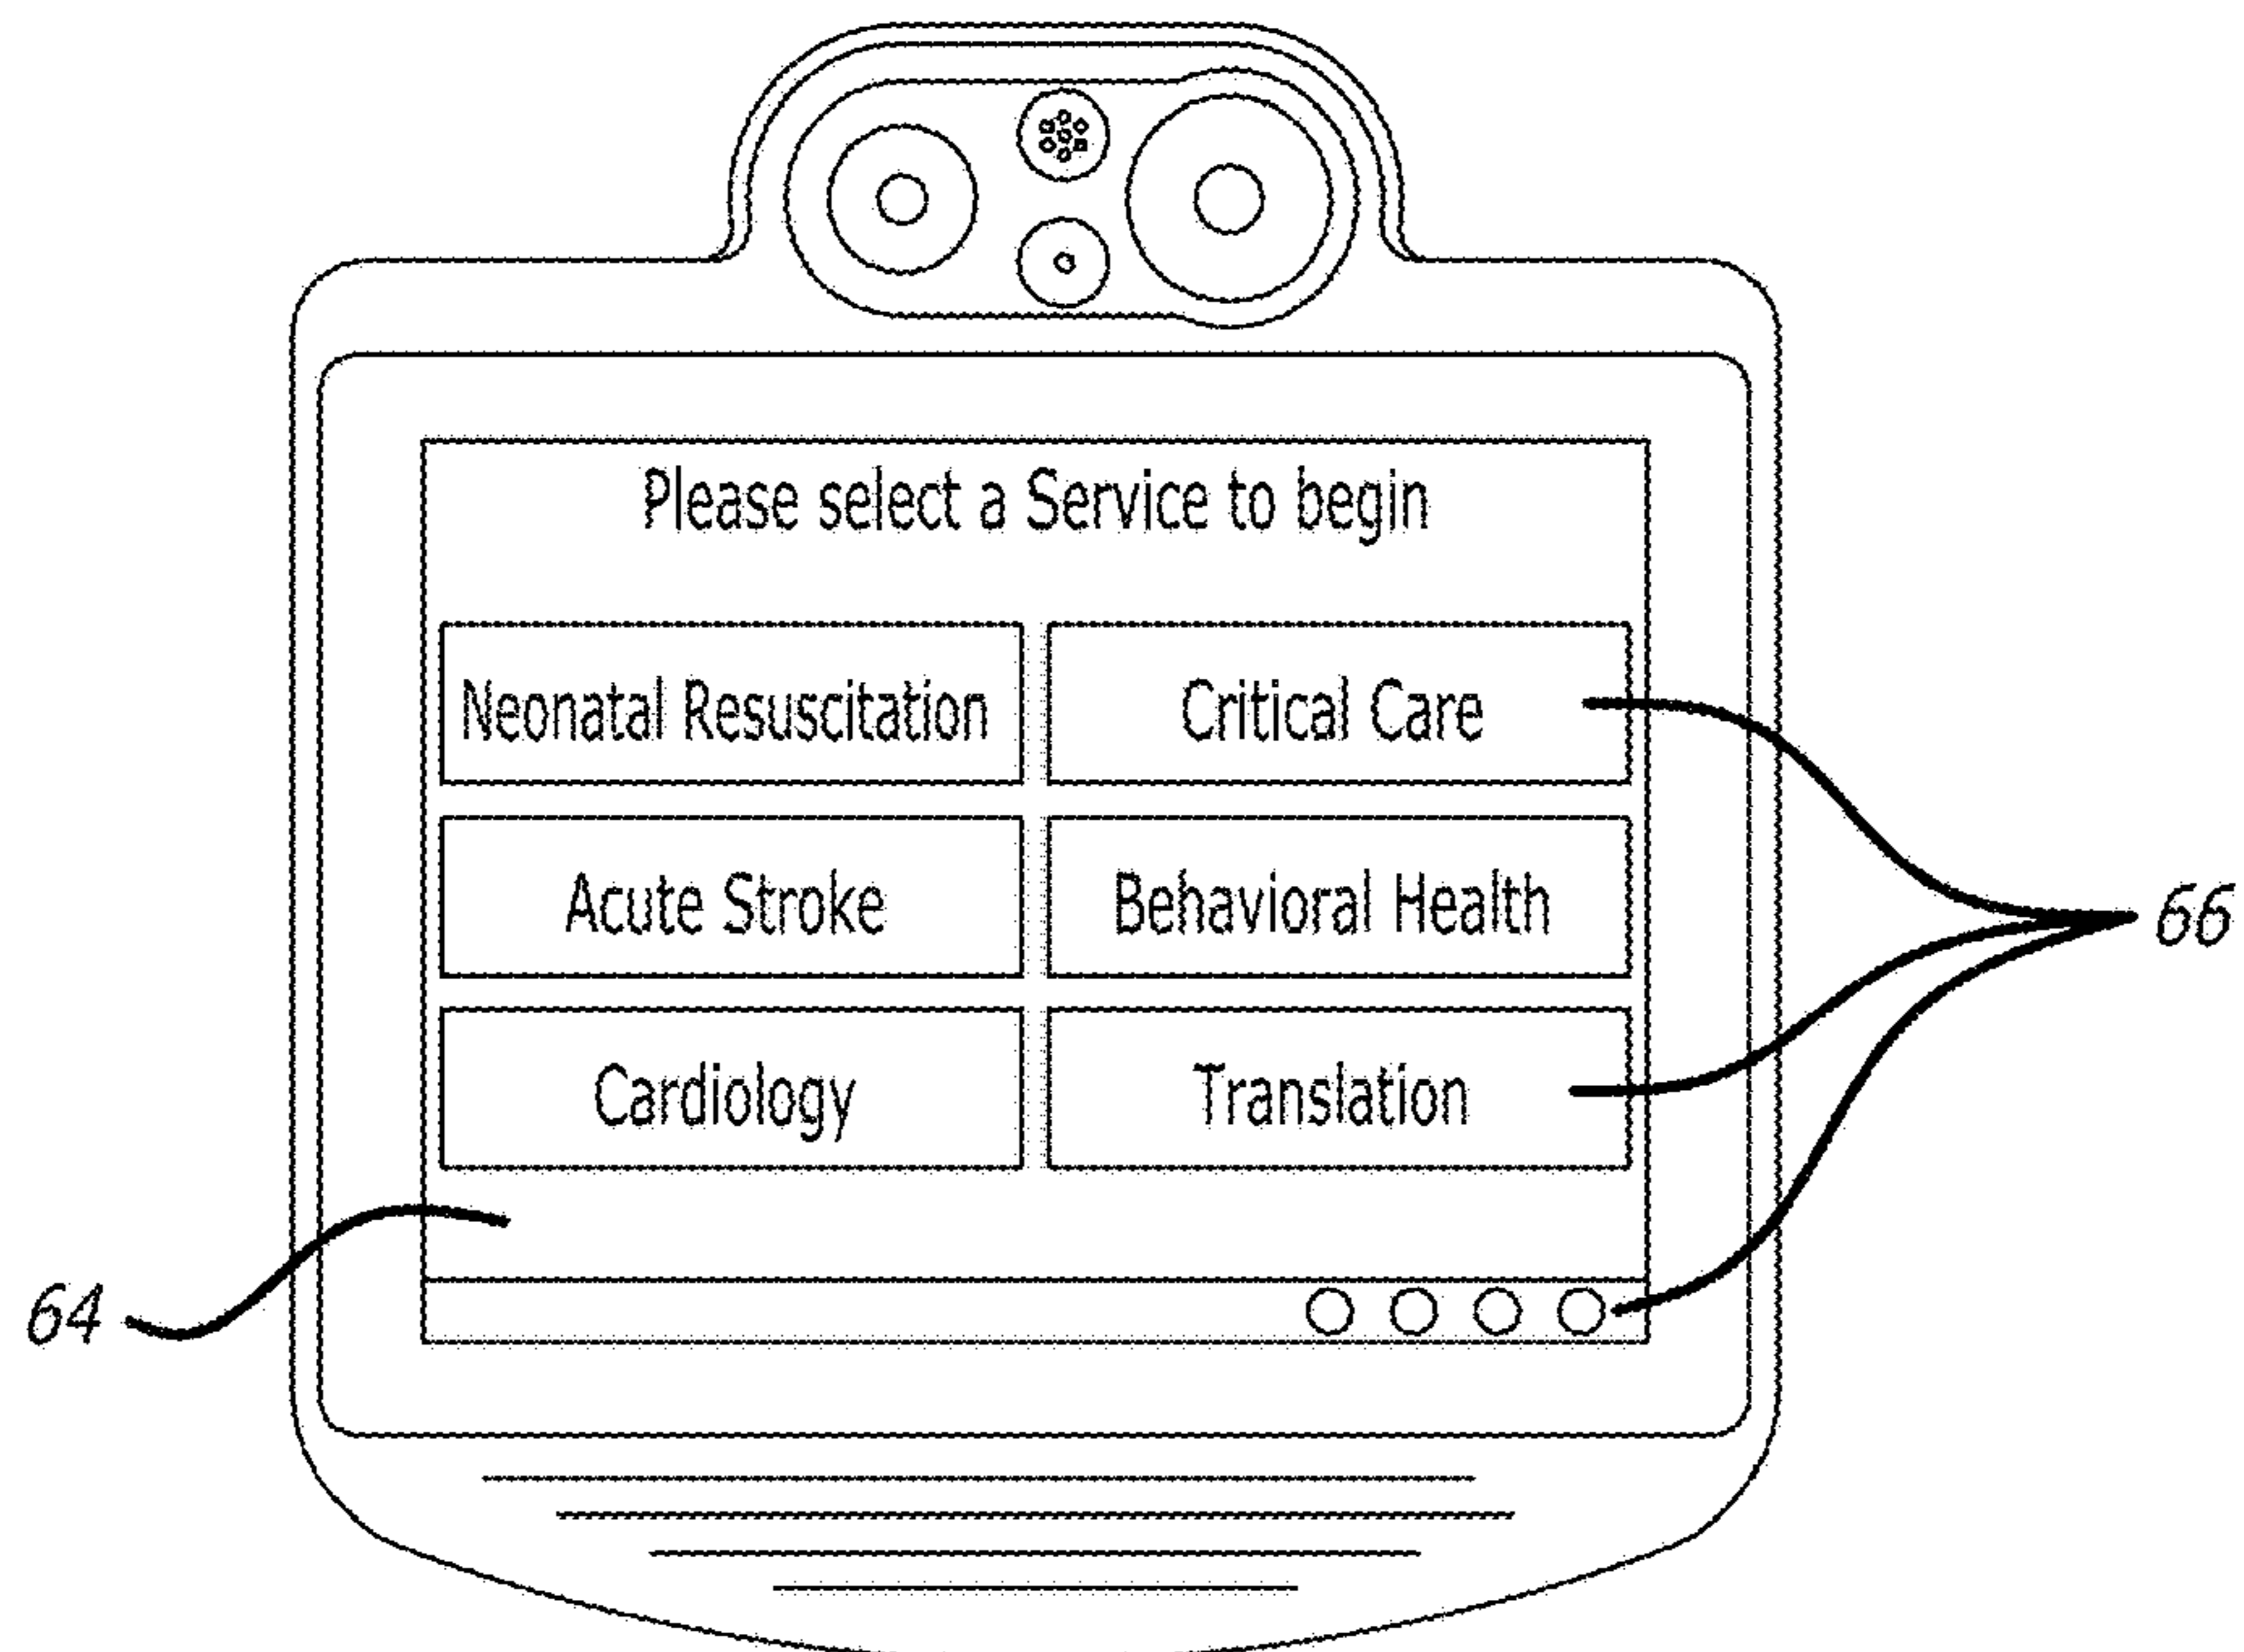 Please select a Service to begin
Neonatal Resuscitation
Critical Care
Acute Stroke
Behavioral Health
66
Cardiology
Translation
64